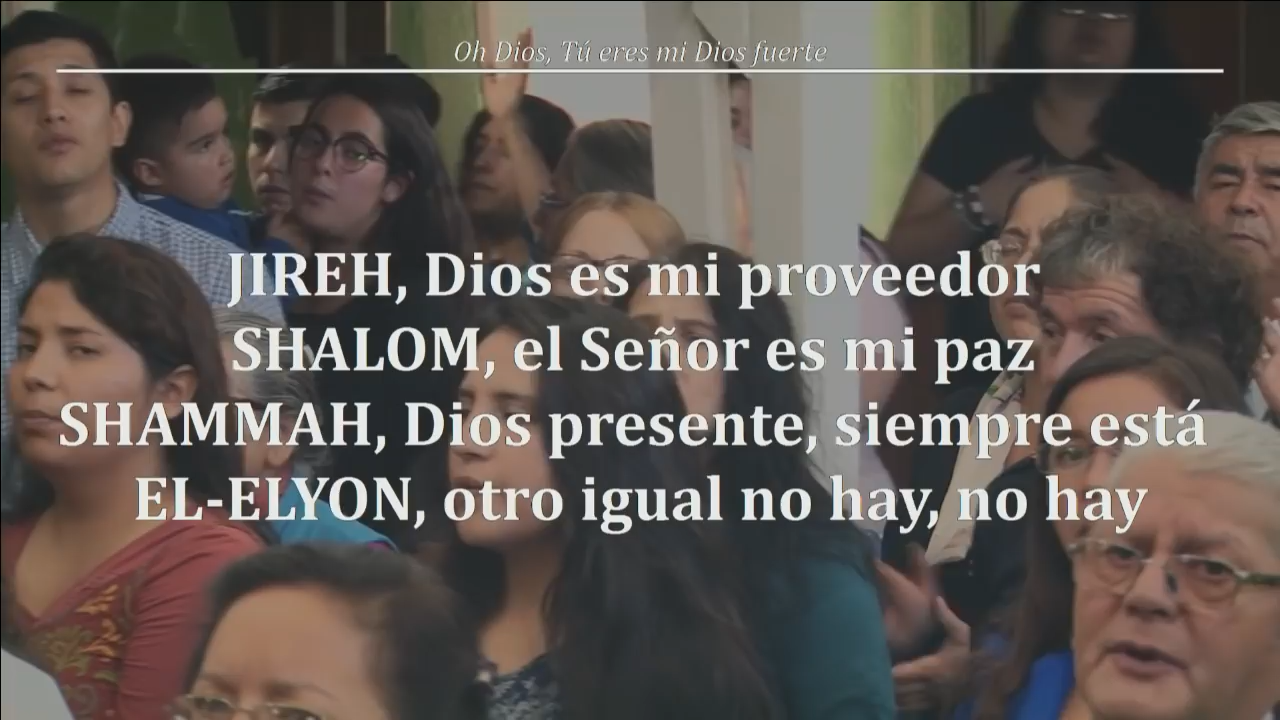 Oh Dios, Tú eres mi Dios fuerte
JIREH, Dios es mi proveedor
SHALOM, el Señor es mi paz
SHAMMAH, Dios presente, siempre está
EL-ELYON, otro igual no hay, no hay